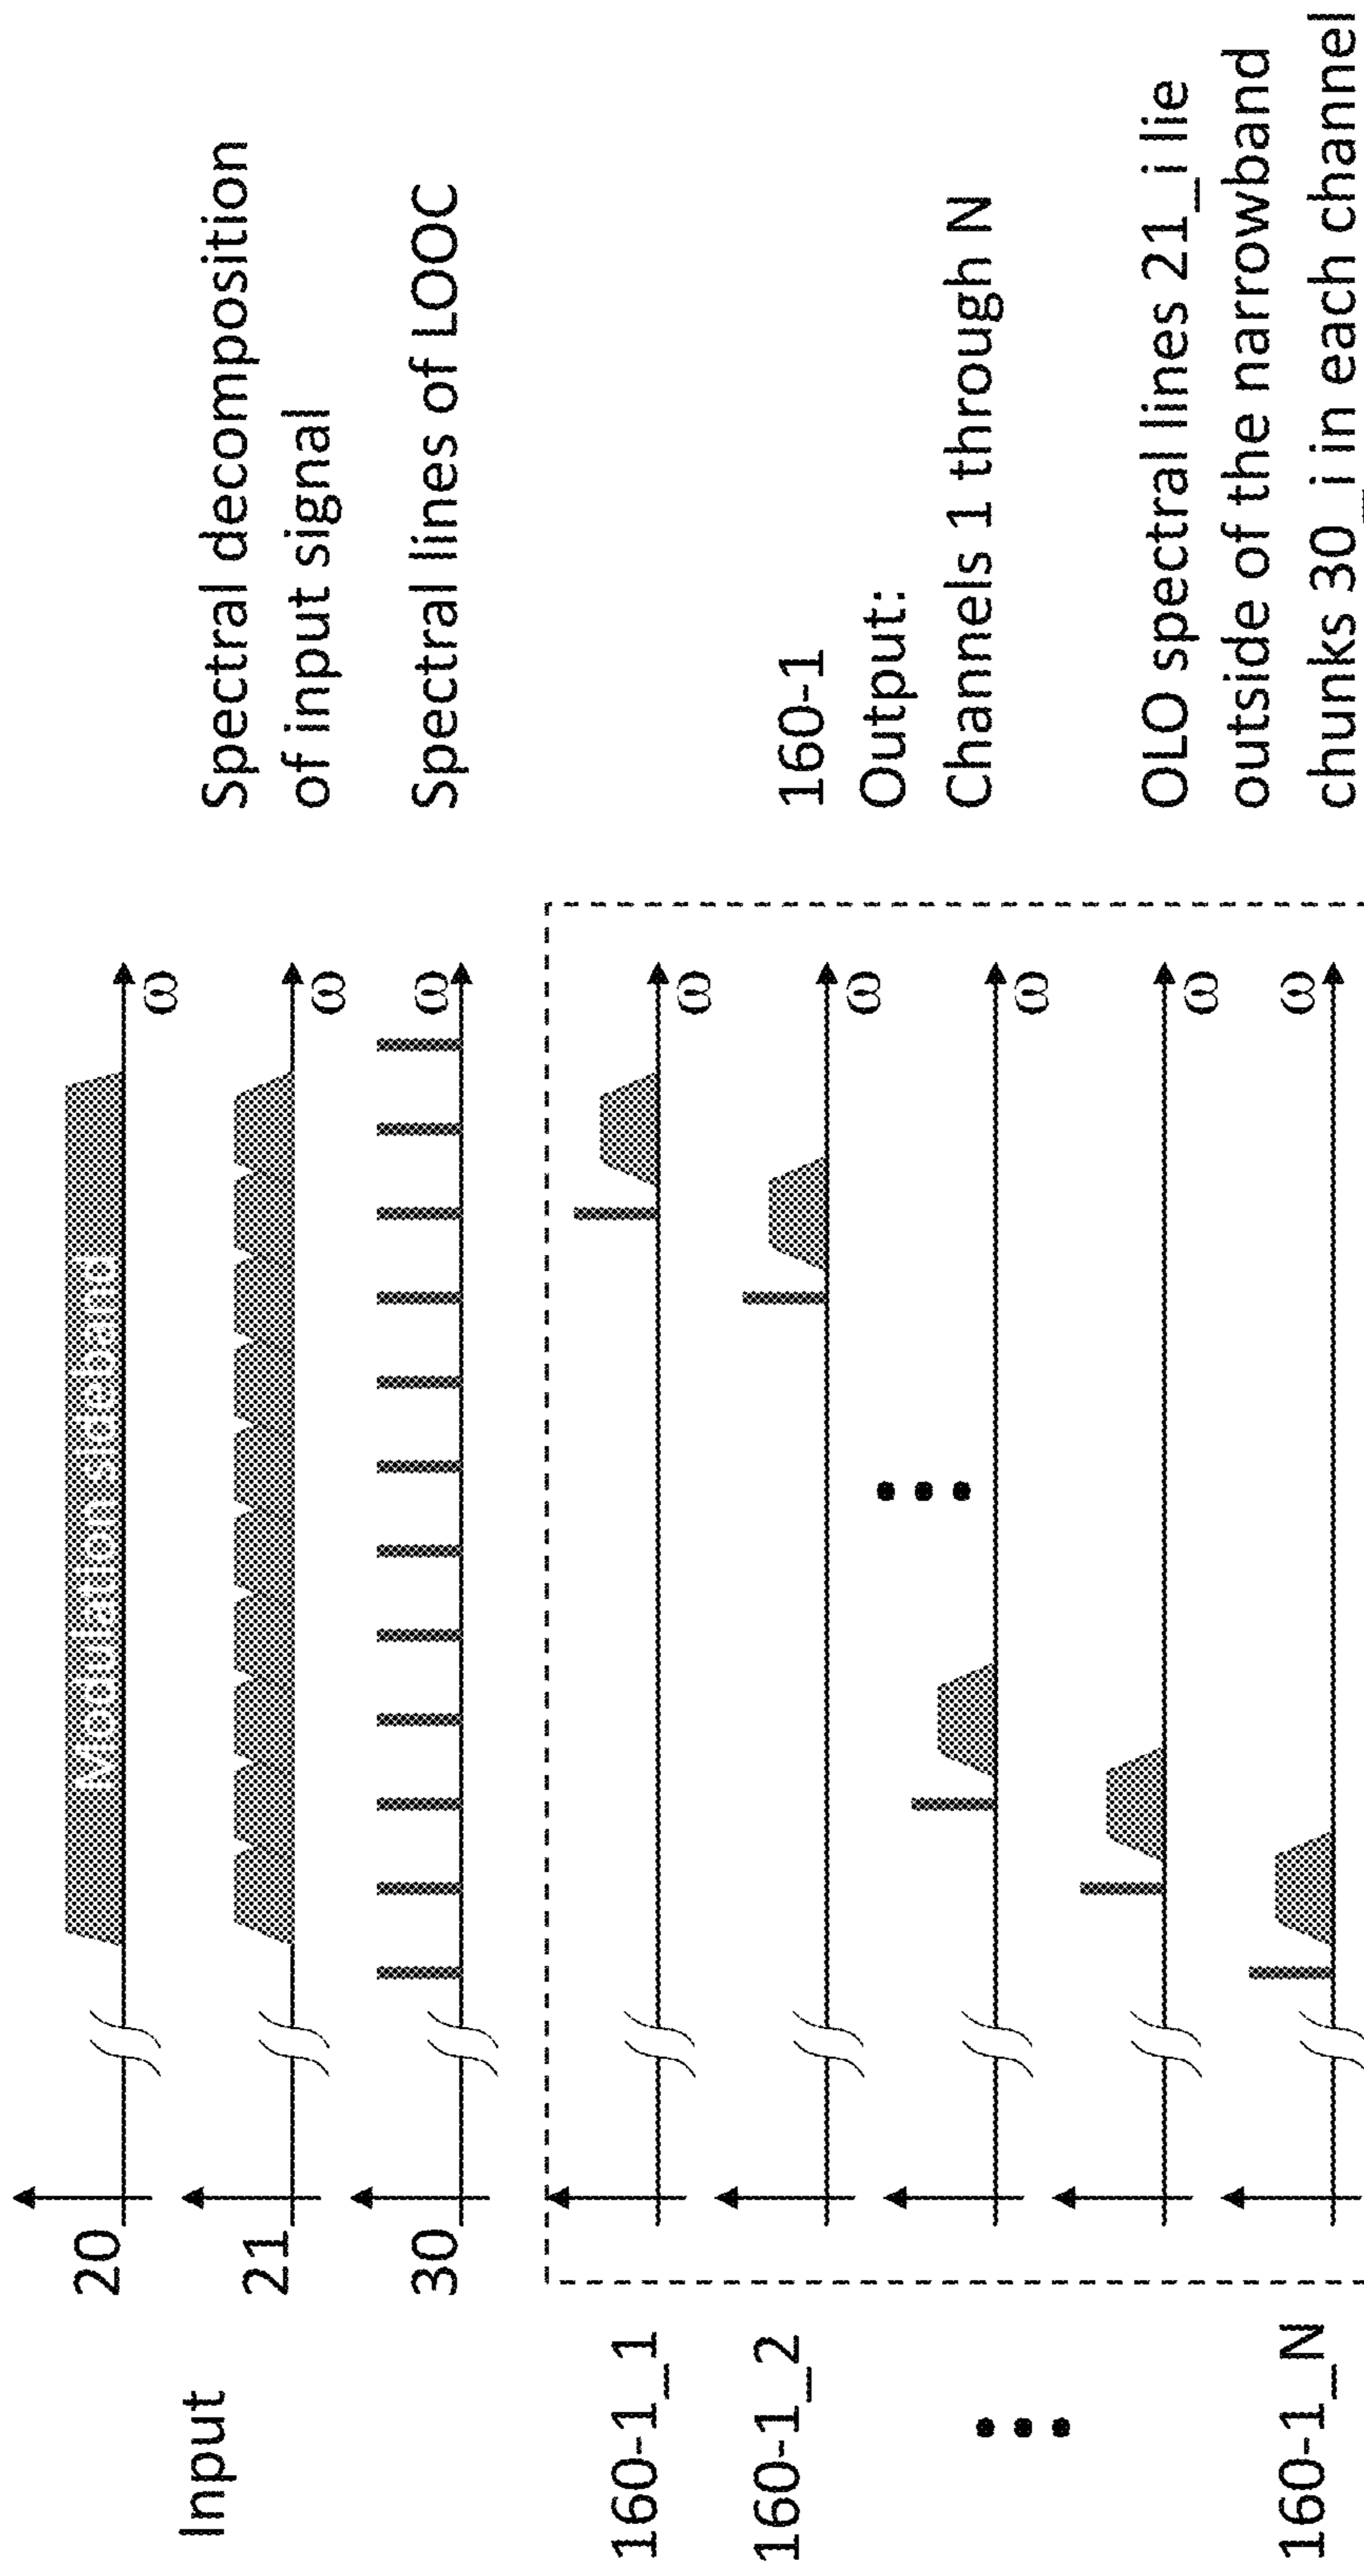 Input
20
Modulation sideband
ω
21
ω
Spectral decomposition
of input signal
30
ω
Spectral lines of LOOC
160-1_1
ω
160-1_2
ω
ω
ω
160-1_N
ω
160-1
Output:
Channels 1 through N
OLO spectral lines 21_i lie
outside of the narrowband
chunks 30_i in each channel